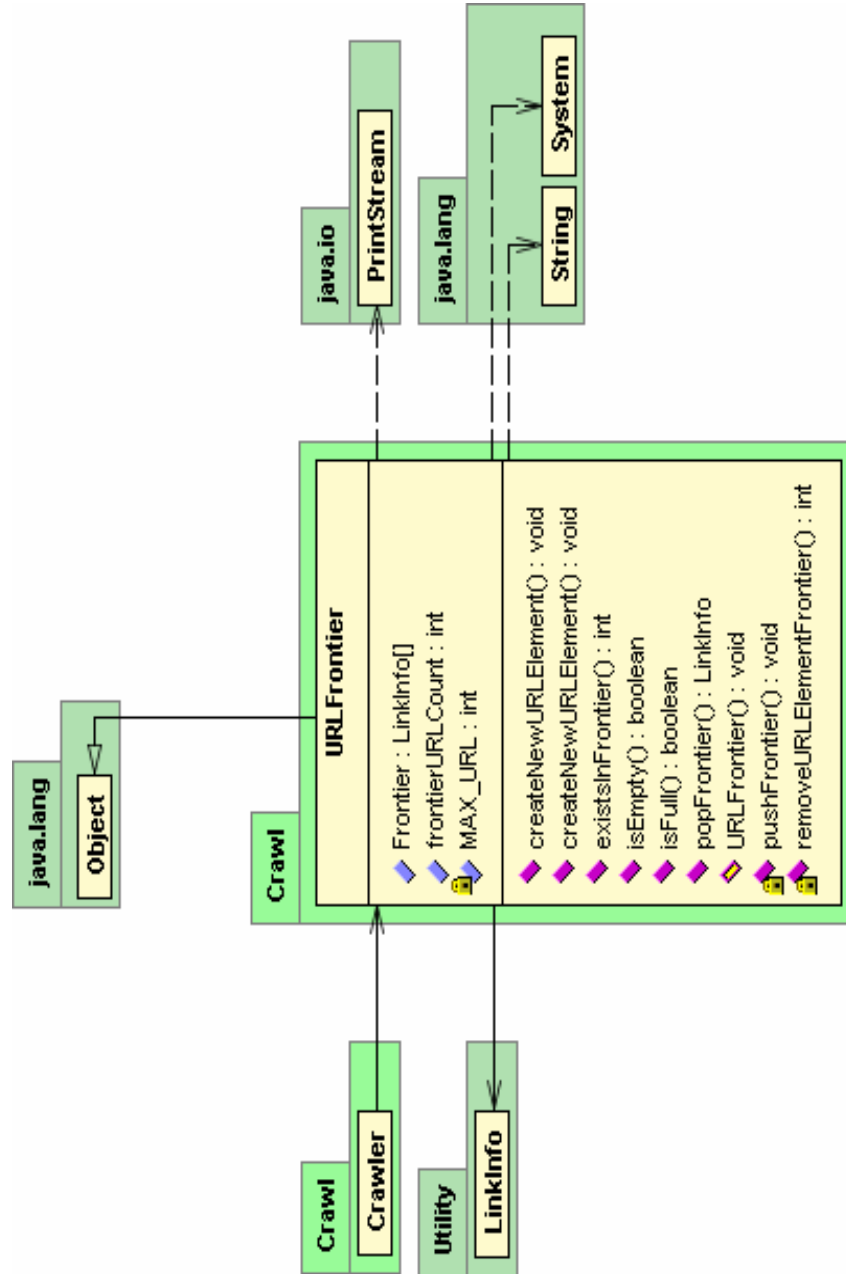 java.lang
Object
Crawl
Crawler
Utility
LinkInfo
Crawl
URLFrontier
Frontier : LinkInfo[]
frontierURLCount : int
MAX_URL : int
createNewURLElement() : void
createNewURLElement() : void
existsInFrontier() : int
isEmpty() : boolean
isFull() : boolean
popFrontier() : LinkInfo
URLFrontier() : void
pushFrontier() : void
removeURLElementFrontier() : int
java.io
PrintStream
java.lang
String
System